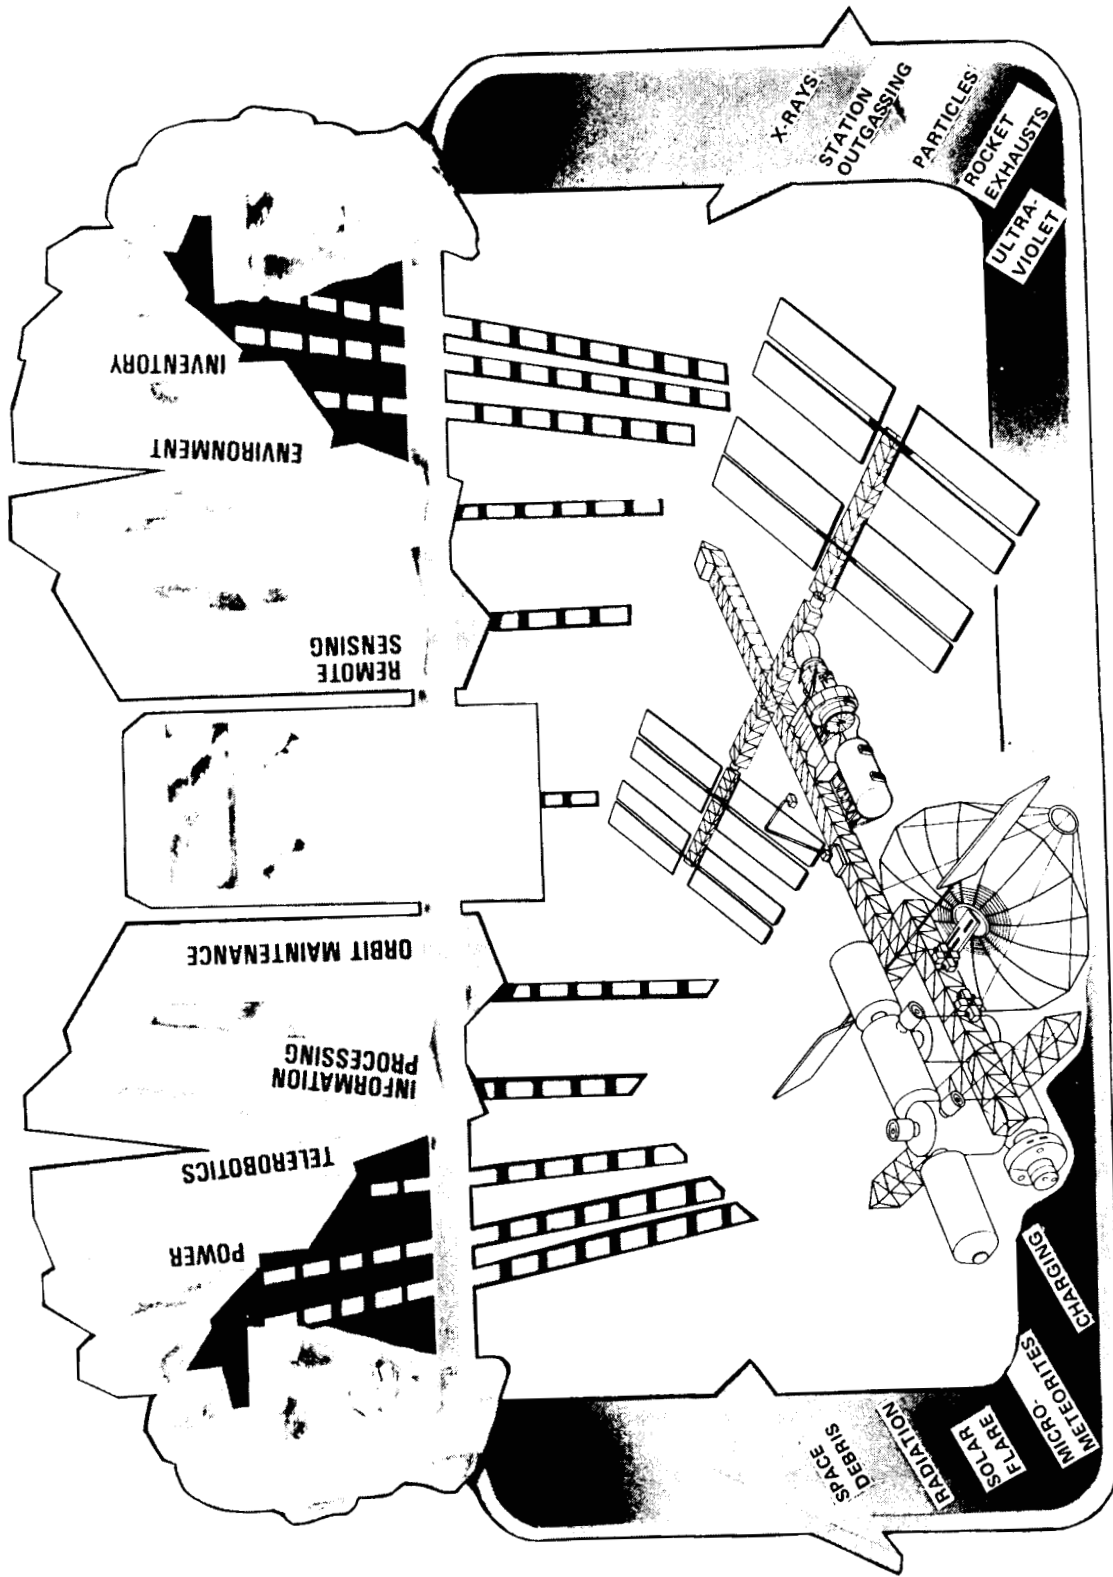 INVENTORY
ENVIRONMENT
REMOTE
SENSING
ORBIT MAINTENANCE
INFORMATION
PROCESSING
TELEROBOTICS
POWER
X-RAYS
STATION
OUTGASSING
PARTICLES
ROCKET
EXHAUSTS
ULTRA-
VIOLET
CHARGING
MICRO-
METEORITES
SOLAR
FLARE
RADIATION
SPACE
DEBRIS